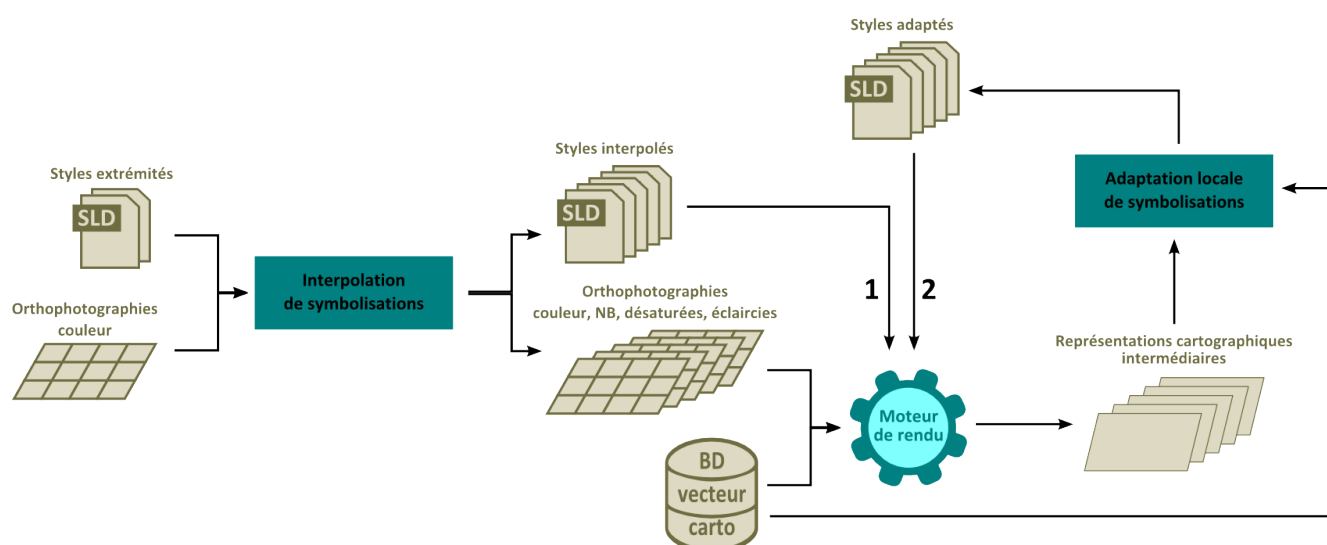 Styles adaptés
SLD
Styles extrémités
SLD
Orthophotographies
couleur
Interpolation
de symbolisations
Styles interpolés
SLD
Orthophotographies
couleur, NB, désaturées, éclaircies
1
2
Adaptation locale
de symbolisations
Représentations cartographiques
intermédiaires
Moteur
de rendu
BD
vecteur
carto